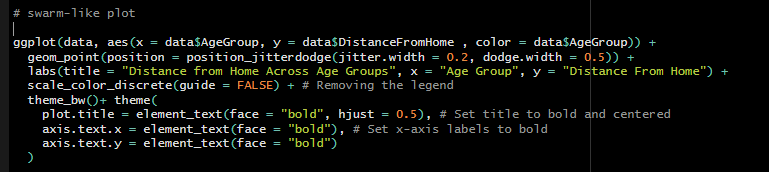 # swarm-like plot
ggplot(data, aes(x = data$AgeGroup, y = data$DistanceFromHome , color = data$AgeGroup)) +
  geom_point(position = position_jitterdodge(jitter.width = 0.2, dodge.width = 0.5)) +
  labs(title = "Distance from Home Across Age Groups", x = "Age Group", y = "Distance From Home") +
  scale_color_discrete(guide = FALSE) + # Removing the legend
  theme_bw()+ theme(
    plot.title = element_text(face = "bold", hjust = 0.5), # Set title to bold and centered
    axis.text.x = element_text(face = "bold"), # Set x-axis labels to bold
    axis.text.y = element_text(face = "bold")
  )